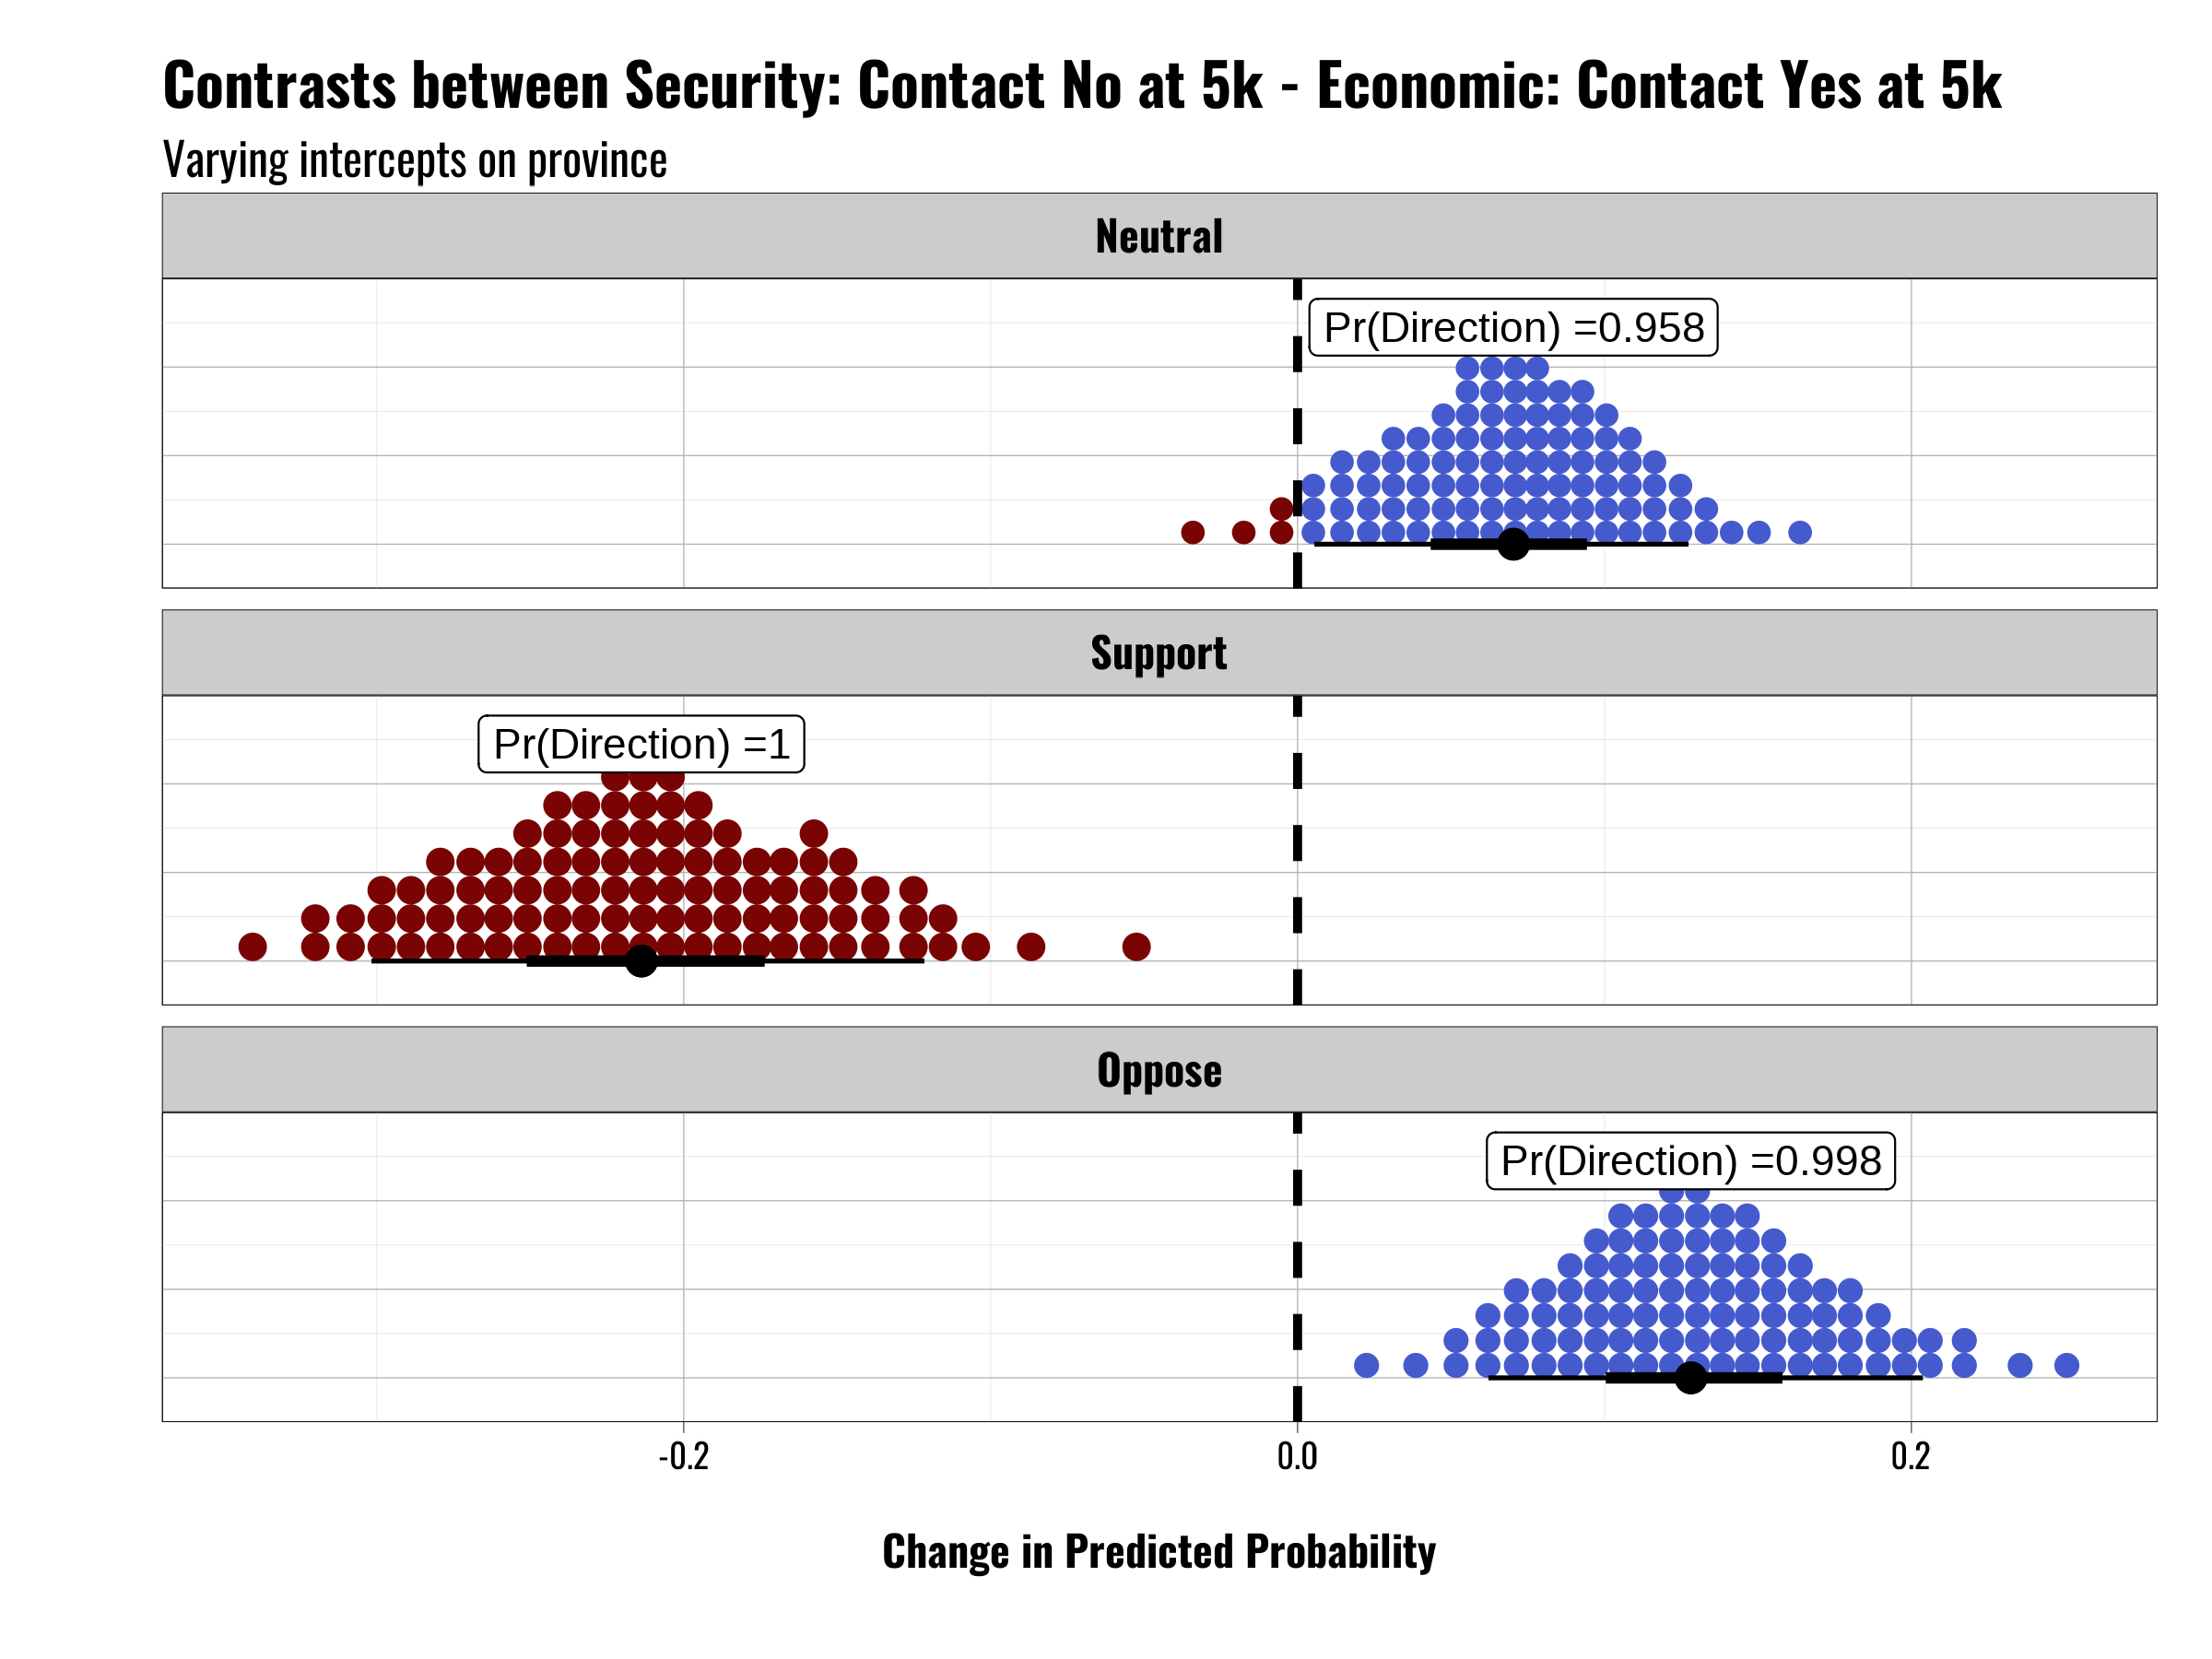 Contrasts between Security: Contact No at 5k - Economic: Contact Yes at 5k
Varying intercepts on province
Neutral
Pr(Direction) =0.958
Support
Pr(Direction) =1
Oppose
Pr(Direction) =0.998
-0.2 0.0 0.2
Change in Predicted Probability